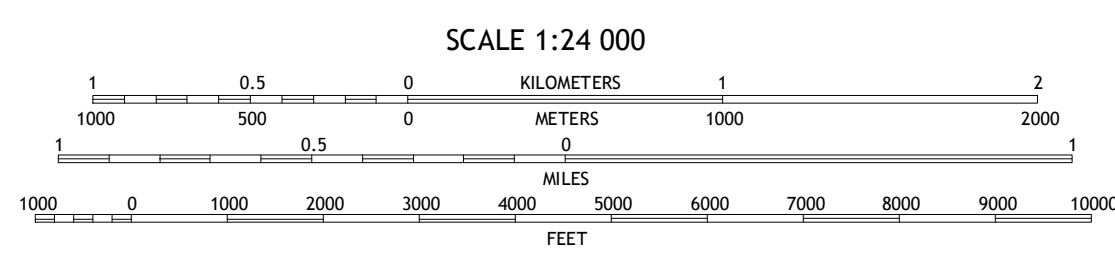 SCALE 1:24 000
1 0.5 0 KILOMETERS 1 2
1000 500 0 METERS 1000 2000
1 0.5 0 1
MILES
1000 0 1000 2000 3000 4000 5000 6000 7000 8000 9000 10000
FEET